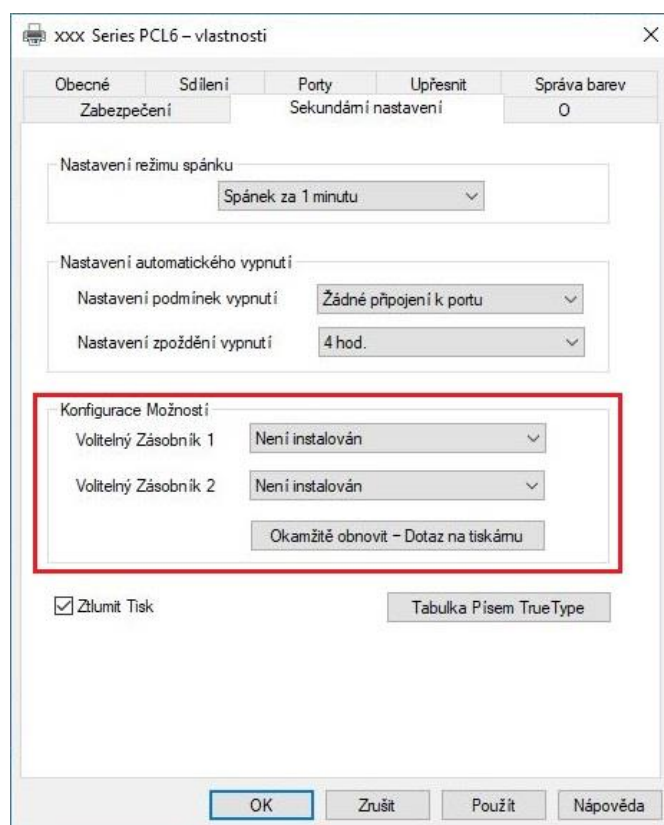 xxx Series PCL6 – vlastnosti
Obecné Sdílení Porty Upřesnit Správa barev
Zabezpečení Sekundární nastavení O
Nastavení režimu spánku
Spánek za 1 minutu
Nastavení automatického vypnutí
Nastavení podmínek vypnutí Žádné připojení k portu
Nastavení zpoždění vypnutí 4 hod.
Konfigurace Možností
Volitelný Zásobník 1 Není instalován
Volitelný Zásobník 2 Není instalován
Okamžitě obnovit – Dotaz na tiskárnu
Ztlumit Tisk Tabulka Písem TrueType
OK Zrušit Použít Nápověda